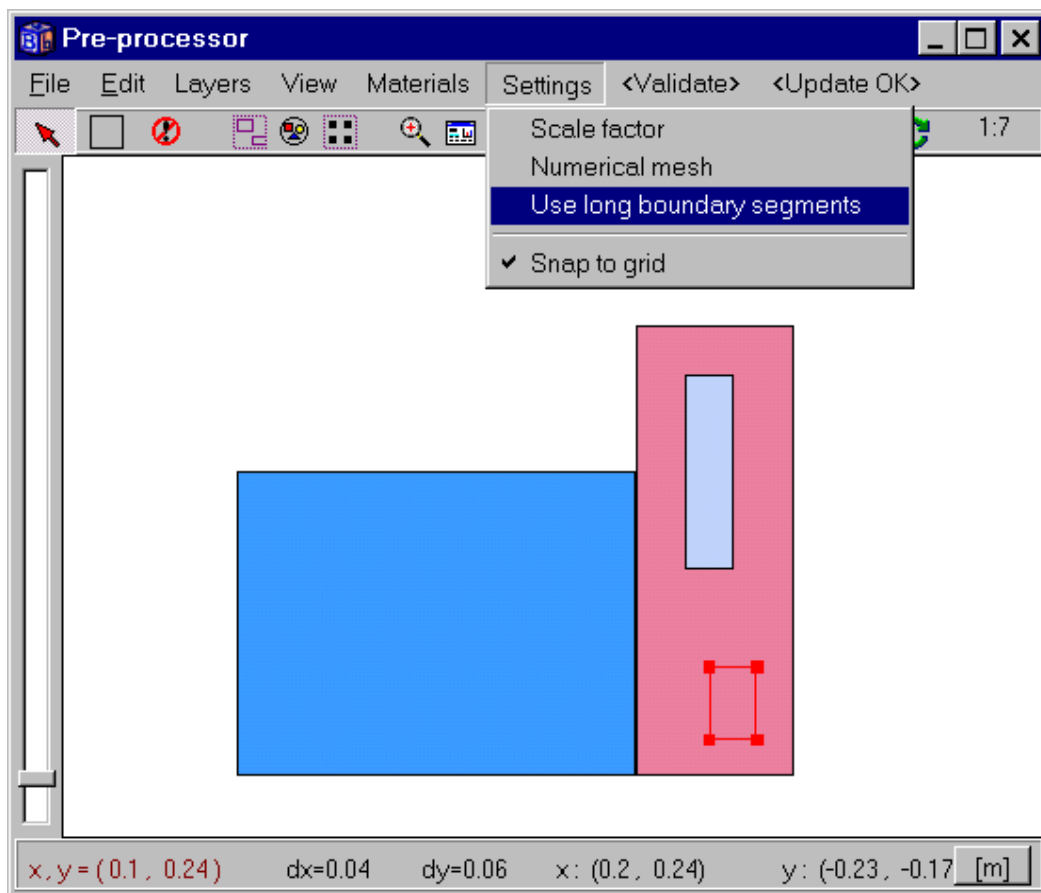 Pre-processor
File Edit Layers View Materials Settings <Validate> <Update OK>
1:7
Scale factor
Numerical mesh
Use long boundary segments
Snap to grid
x, y = ( 0.1 , 0.24 ) dx=0.04 dy=0.06 x: (0.2 , 0.24) y: (-0.23 , -0.17 [m]